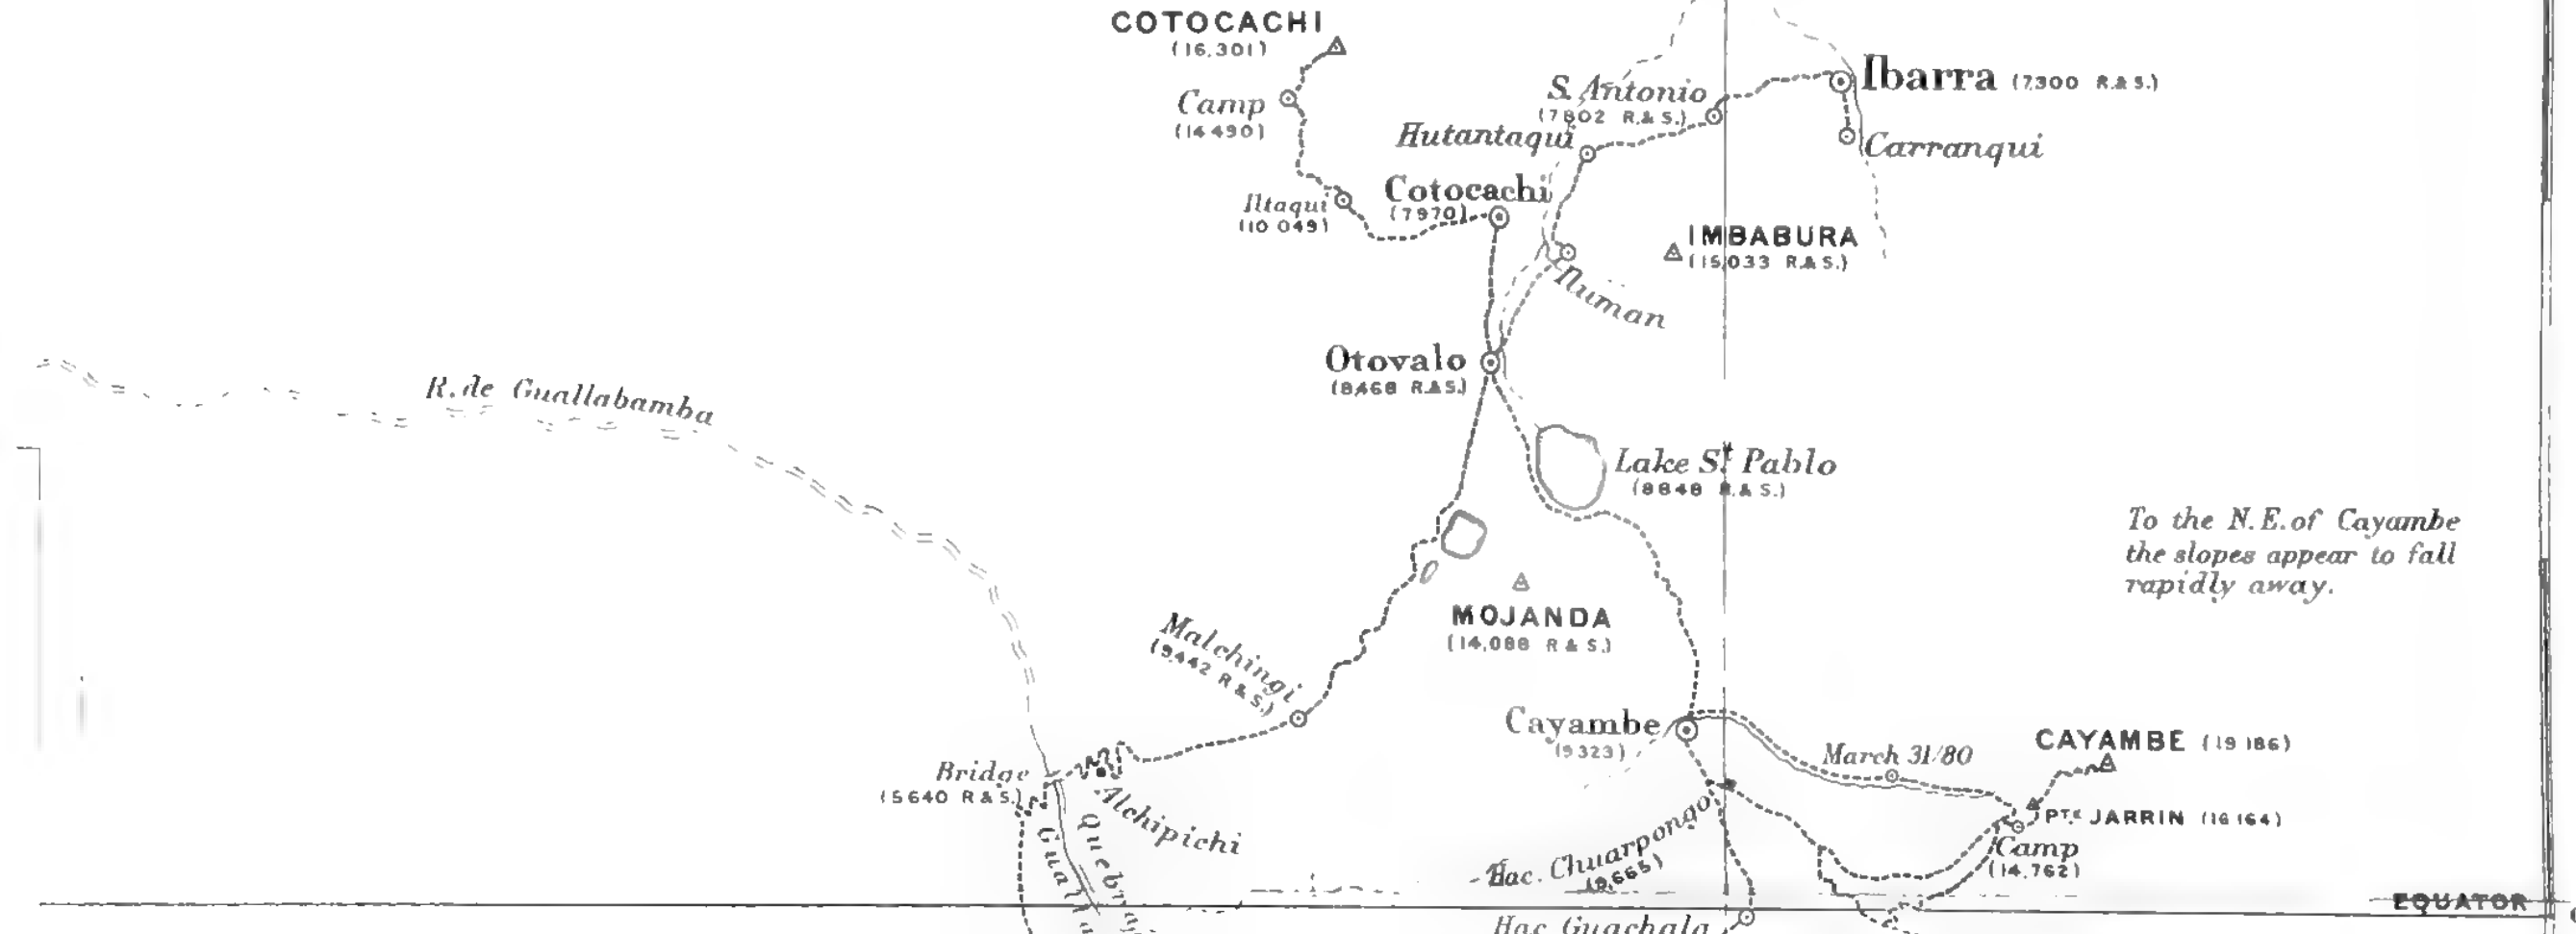 COTOCACHI
(16,301)
Camp
(14490)
Iltaqui
(10 049)
Cotocachi
(7970)
Hutantaqui
S. Antonio
(7802 R.& S.)
Ibarra (7300 R.& S.)
Carranqui
IMBABURA
(15,033 R.& S.)
Iluman
Otovalo
(8468 R.& S.)
R. de Guallabamba
Lake St. Pablo
(8848 R.& S.)
To the N.E. of Cayambe
the slopes appear to fall
rapidly away.
MOJANDA
(14,088 R & S.)
Malchingi
(9,442 R & S.)
Cayambe
(9323)
March 31/80
CAYAMBE (19 186)
PTE JARRIN (16 164)
Camp
(14,762)
Bridge
(5640 R & S.)
Alchipichi
Hac. Chuarpongo
(9,665)
EQUATOR
Hac Guachala